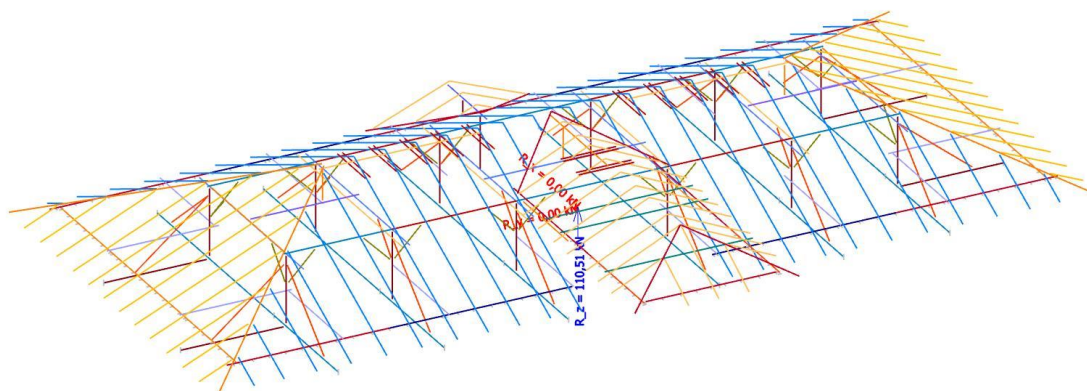 R_x = 0,00 kN
R_y = 0,00 kN
R_z = 110,51 kN